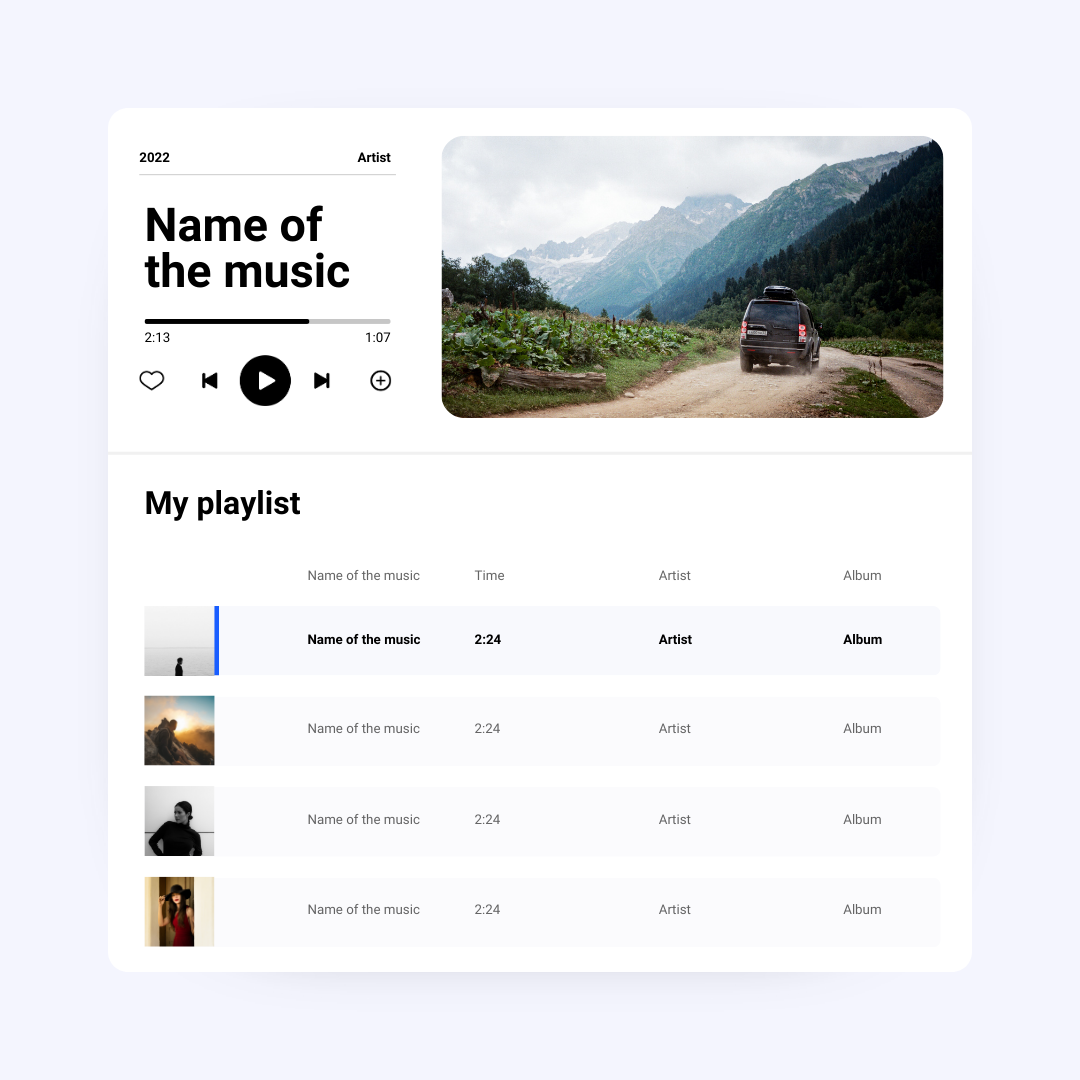 2022 Artist
Name of
the music
2:13 1:07
My playlist
Name of the music Time Artist Album
Name of the music 2:24 Artist Album
Name of the music 2:24 Artist Album
Name of the music 2:24 Artist Album
Name of the music 2:24 Artist Album